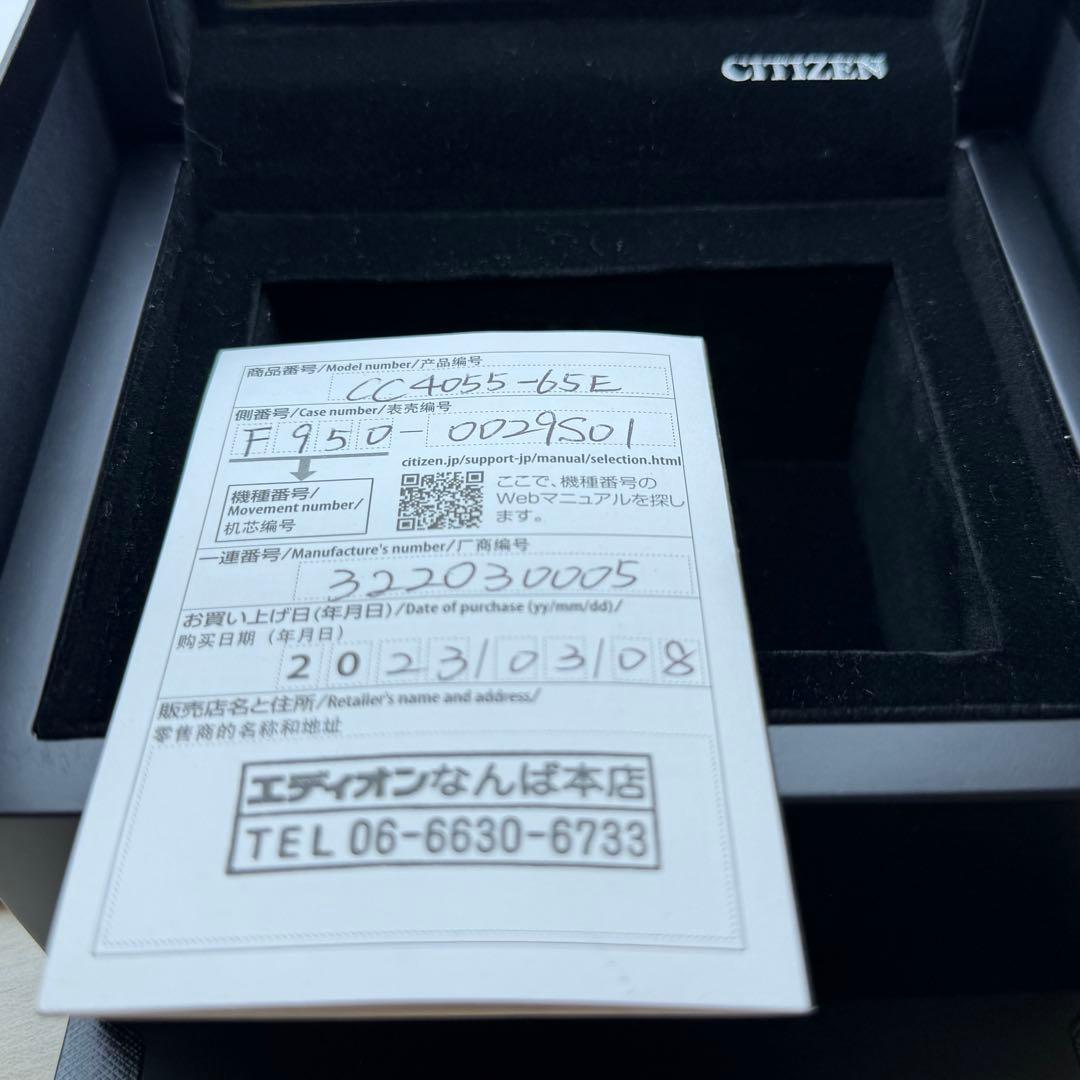 CITIZEN
商品番号/Model number/产品编号
CC4055-65E
側番号/Case number/表壳编号
F950-0029S01
citizen.jp/support-jp/manual/selection.html
機種番号/
Movement number/
机芯编号
ここで、機種番号の
Webマニュアルを探し
ます。
一連番号/Manufacture's number/厂商编号
322030005
お買い上げ日(年月日)/Date of purchase (yy/mm/dd)/
购买日期（年月日）
2023/03/08
販売店名と住所/Retailer's name and address/
零售商的名称和地址
エディオンなんば本店
TEL 06-6630-6733